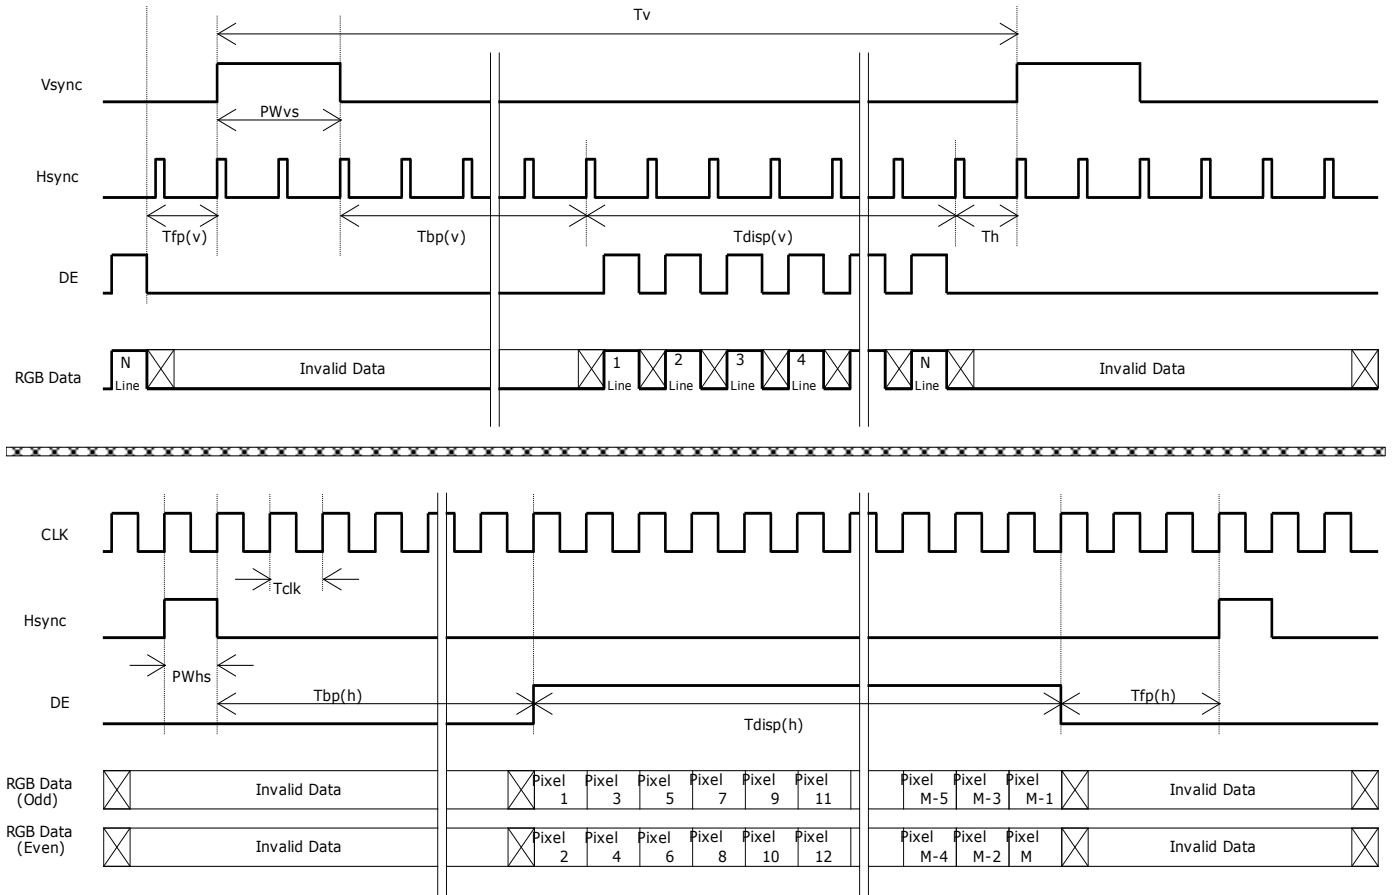 Tv
Vsync
PWvs
Hsync
Tfp(v) Tbp(v) Tdisp(v) Th
DE
RGB Data
N Line Invalid Data 1 Line 2 Line 3 Line 4 Line N Line Invalid Data
CLK
Tclk
Hsync
PWhs
DE
Tbp(h) Tdisp(h) Tfp(h)
RGB Data
(Odd)
Invalid Data Pixel 1 Pixel 3 Pixel 5 Pixel 7 Pixel 9 Pixel 11 Pixel M-5 Pixel M-3 Pixel M-1 Invalid Data
RGB Data
(Even)
Invalid Data Pixel 2 Pixel 4 Pixel 6 Pixel 8 Pixel 10 Pixel 12 Pixel M-4 Pixel M-2 Pixel M Invalid Data